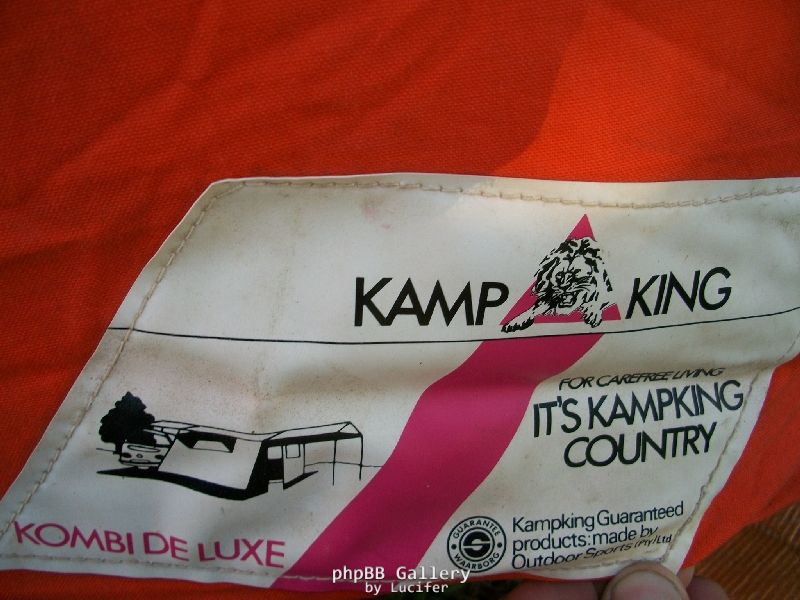 KAMP KING
FOR CAREFREE LIVING
IT'S KAMPKING
COUNTRY
KOMBI DE LUXE
GUARANTEE
WAARBORG
Kampking Guaranteed
products: made by
Outdoor Sports (Pty) Ltd
phpBB Gallery
by Lucifer